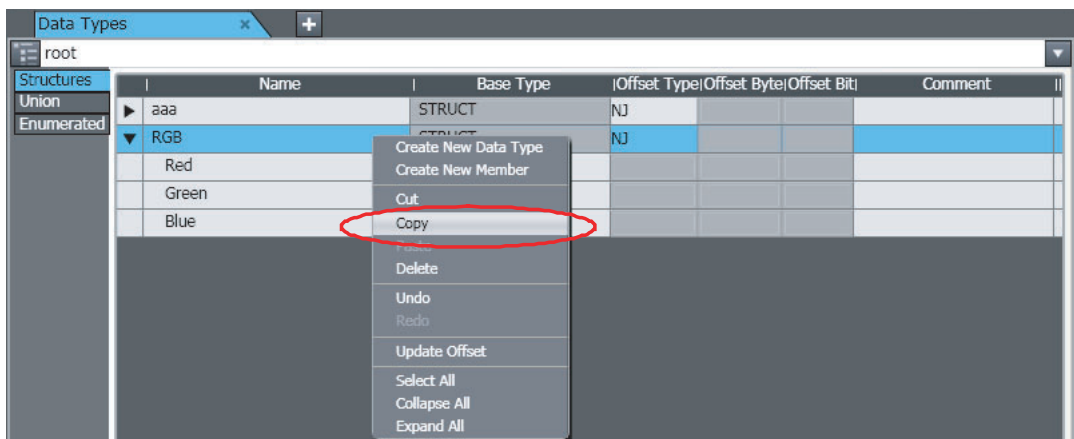 Data Types × +
root
Structures
Union
Enumerated
Name Base Type Offset Type Offset Byte Offset Bit Comment
aaa STRUCT NJ
RGB STRUCT NJ
Red
Green
Blue
Create New Data Type
Create New Member
Cut
Copy
Paste
Delete
Undo
Redo
Update Offset
Select All
Collapse All
Expand All